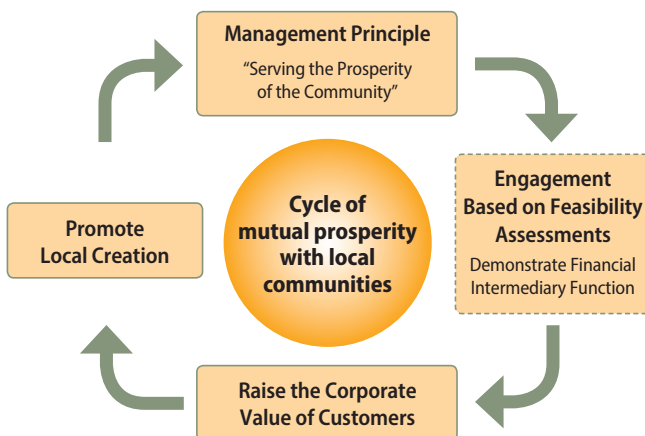 Management Principle
“Serving the Prosperity
of the Community”
Engagement
Based on Feasibility
Assessments
Demonstrate Financial
Intermediary Function
Raise the Corporate
Value of Customers
Promote
Local Creation
Cycle of
mutual prosperity
with local
communities